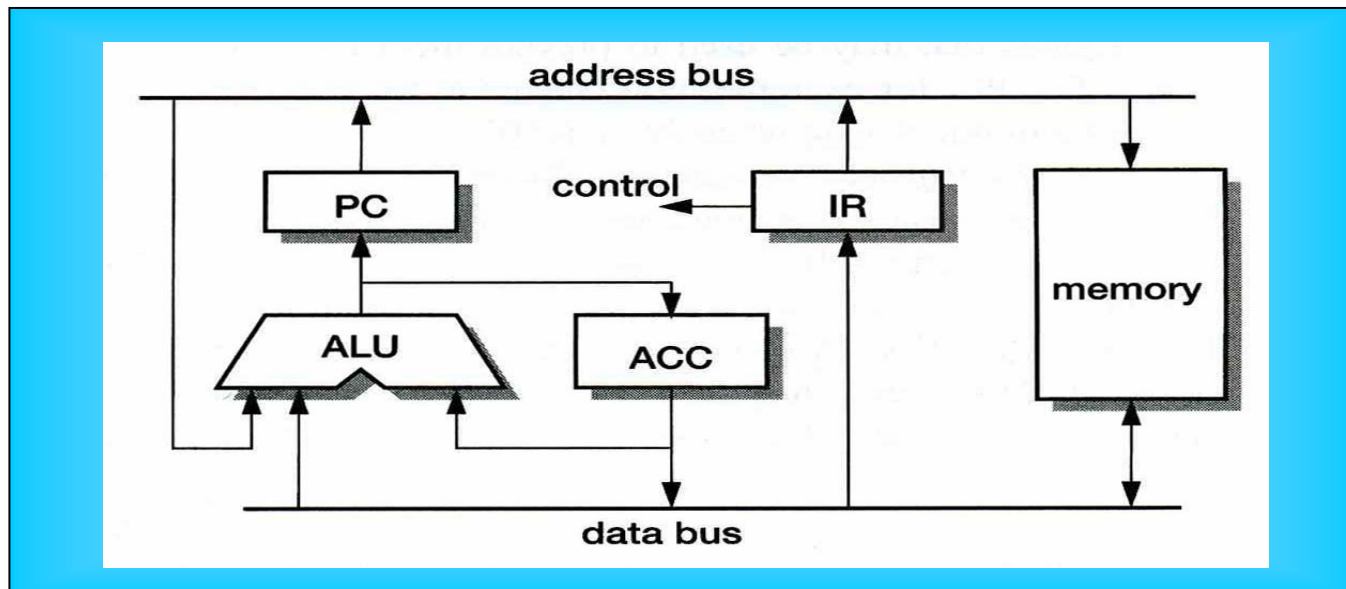 address bus
PC
control
IR
memory
ALU
ACC
data bus